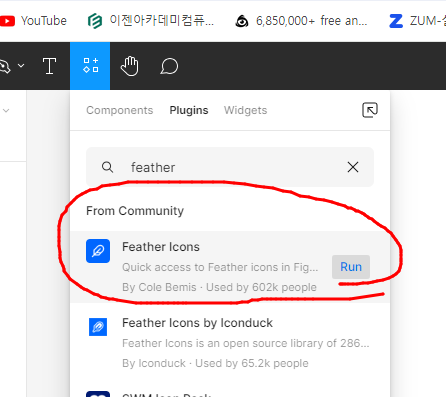 YouTube 이젠아카데미컴퓨... 6,850,000+ free an... ZUM-
T
Components Plugins Widgets
feather
From Community
Feather Icons
Quick access to Feather icons in Fig...
Run
By Cole Bemis · Used by 602k people
Feather Icons by Iconduck
Feather Icons is an open source library of 286...
By Iconduck · Used by 65.2k people
SWM Icon Pack